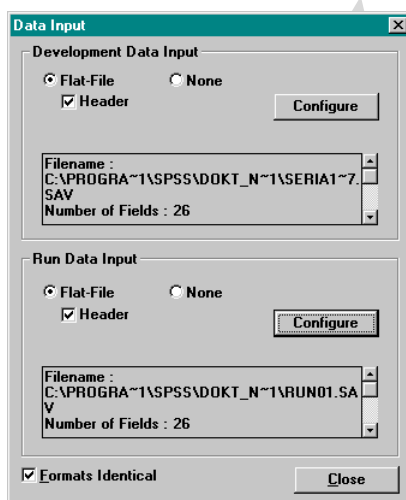 Data Input
Development Data Input
Flat-File None
Header
Configure
Filename :
C:\PROGRA~1\SPSS\DOKT_N~1\SERIA1~7.
SAV
Number of Fields : 26
Run Data Input
Flat-File None
Header
Configure
Filename :
C:\PROGRA~1\SPSS\DOKT_N~1\RUN01.SA
V
Number of Fields : 26
Formats Identical
Close